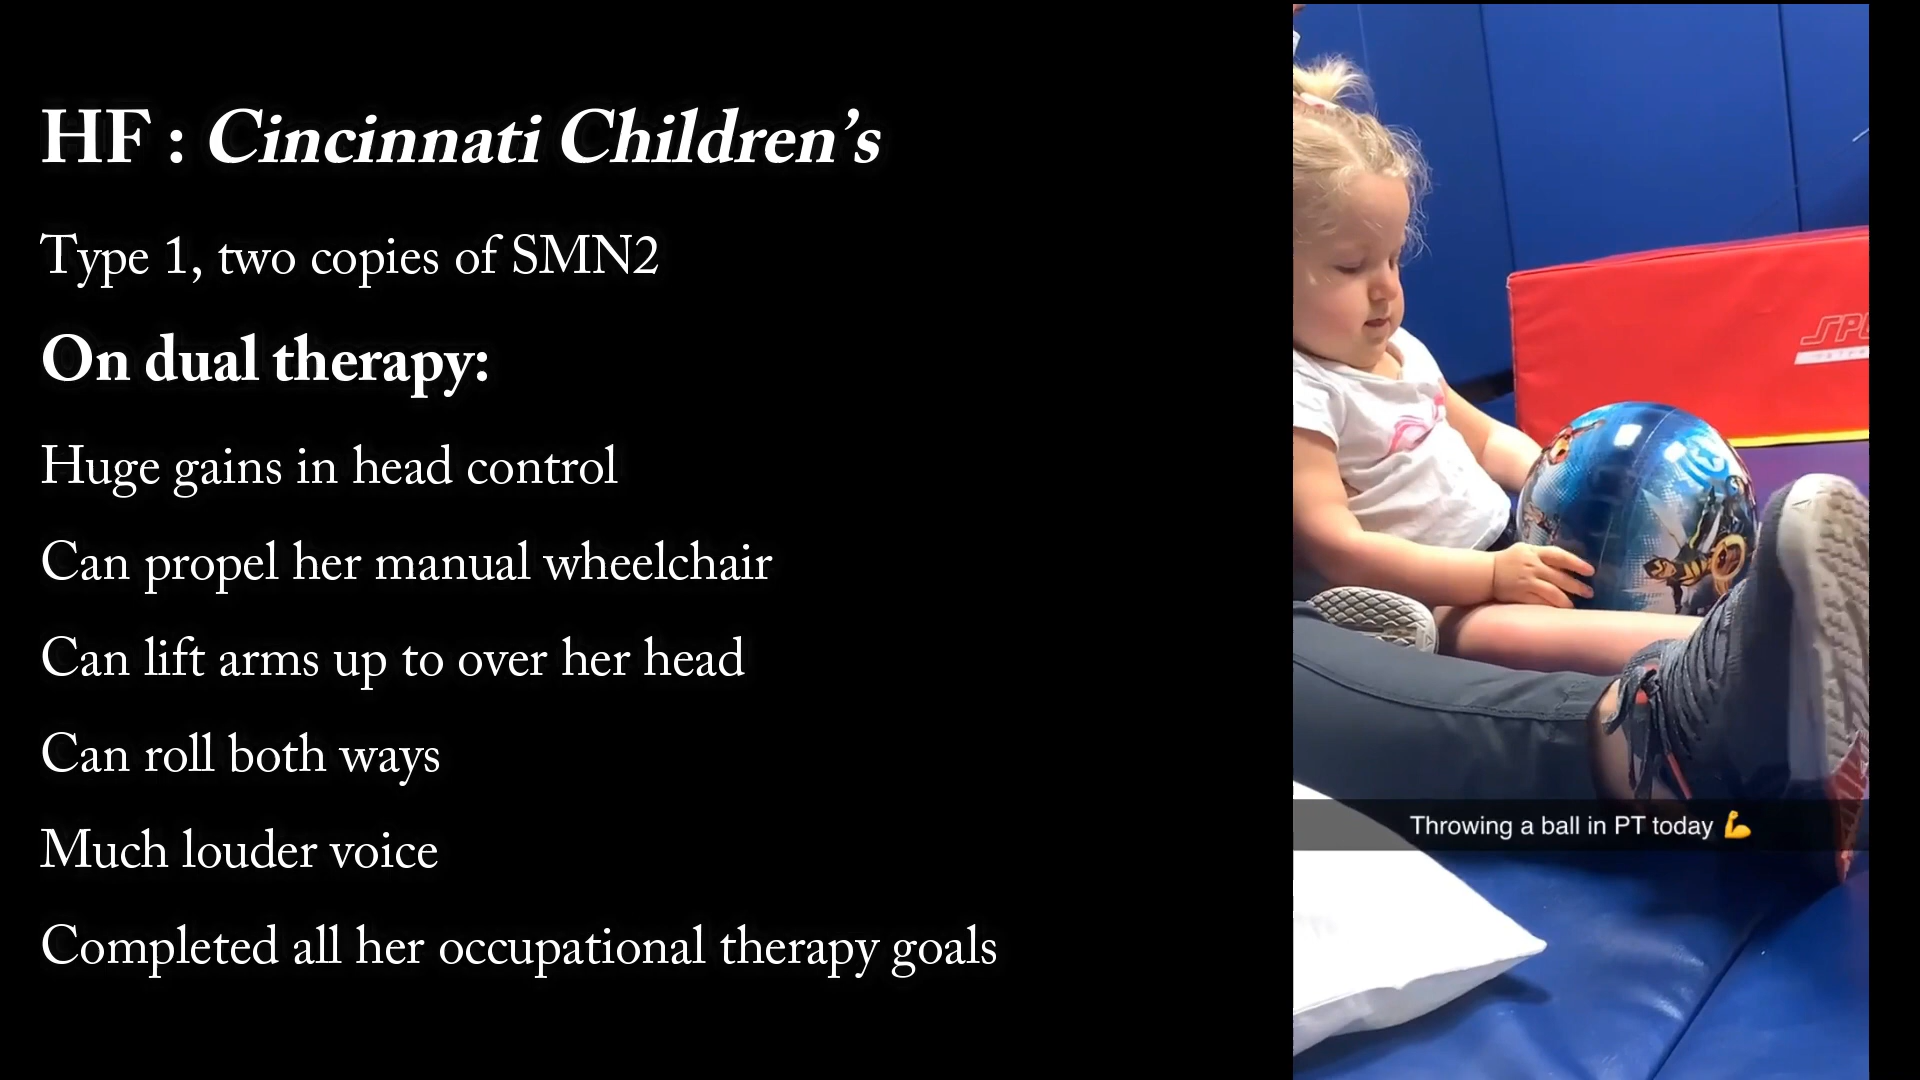 HF : Cincinnati Children’s
Type 1, two copies of SMN2
On dual therapy:
Huge gains in head control
Can propel her manual wheelchair
Can lift arms up to over her head
Can roll both ways
Much louder voice
Completed all her occupational therapy goals
Throwing a ball in PT today 💪